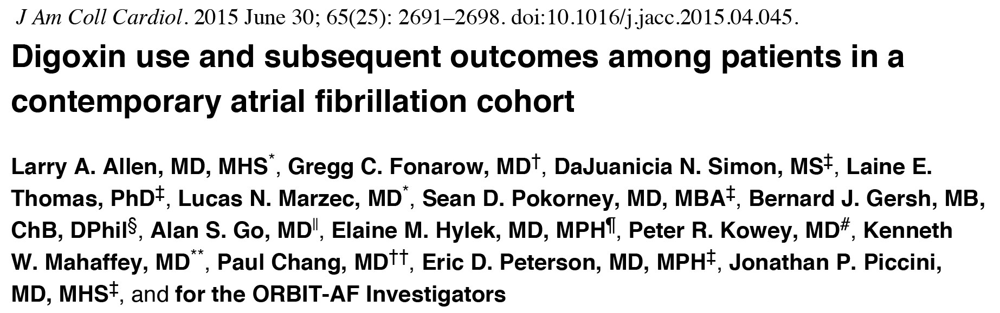 J Am Coll Cardiol. 2015 June 30; 65(25): 2691–2698. doi:10.1016/j.jacc.2015.04.045.
Digoxin use and subsequent outcomes among patients in a
contemporary atrial fibrillation cohort
Larry A. Allen, MD, MHS*, Gregg C. Fonarow, MD†, DaJuanicia N. Simon, MS‡, Laine E.
Thomas, PhD‡, Lucas N. Marzec, MD*, Sean D. Pokorney, MD, MBA‡, Bernard J. Gersh, MB,
ChB, DPhil§, Alan S. Go, MD‖, Elaine M. Hylek, MD, MPH¶, Peter R. Kowey, MD#, Kenneth
W. Mahaffey, MD**, Paul Chang, MD††, Eric D. Peterson, MD, MPH‡, Jonathan P. Piccini,
MD, MHS‡, and for the ORBIT-AF Investigators